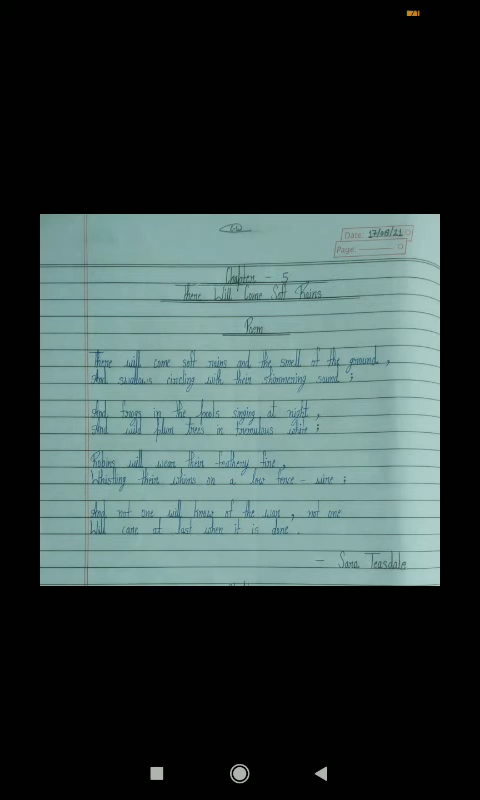 Date: 17/08/21
Page:
Chapter - 5
There Will Come Soft Rains
Poem
There will come soft rains and the smell of the ground,
And swallows circling with their shimmering sound ;
And frogs in the pools singing at night,
And wild plum trees in tremulous white ;
Robins will wear their feathery fire,
Whistling their whims on a low fence - wire ;
And not one will know of the war, not one
Will care at last when it is done.
- Sara Teasdale